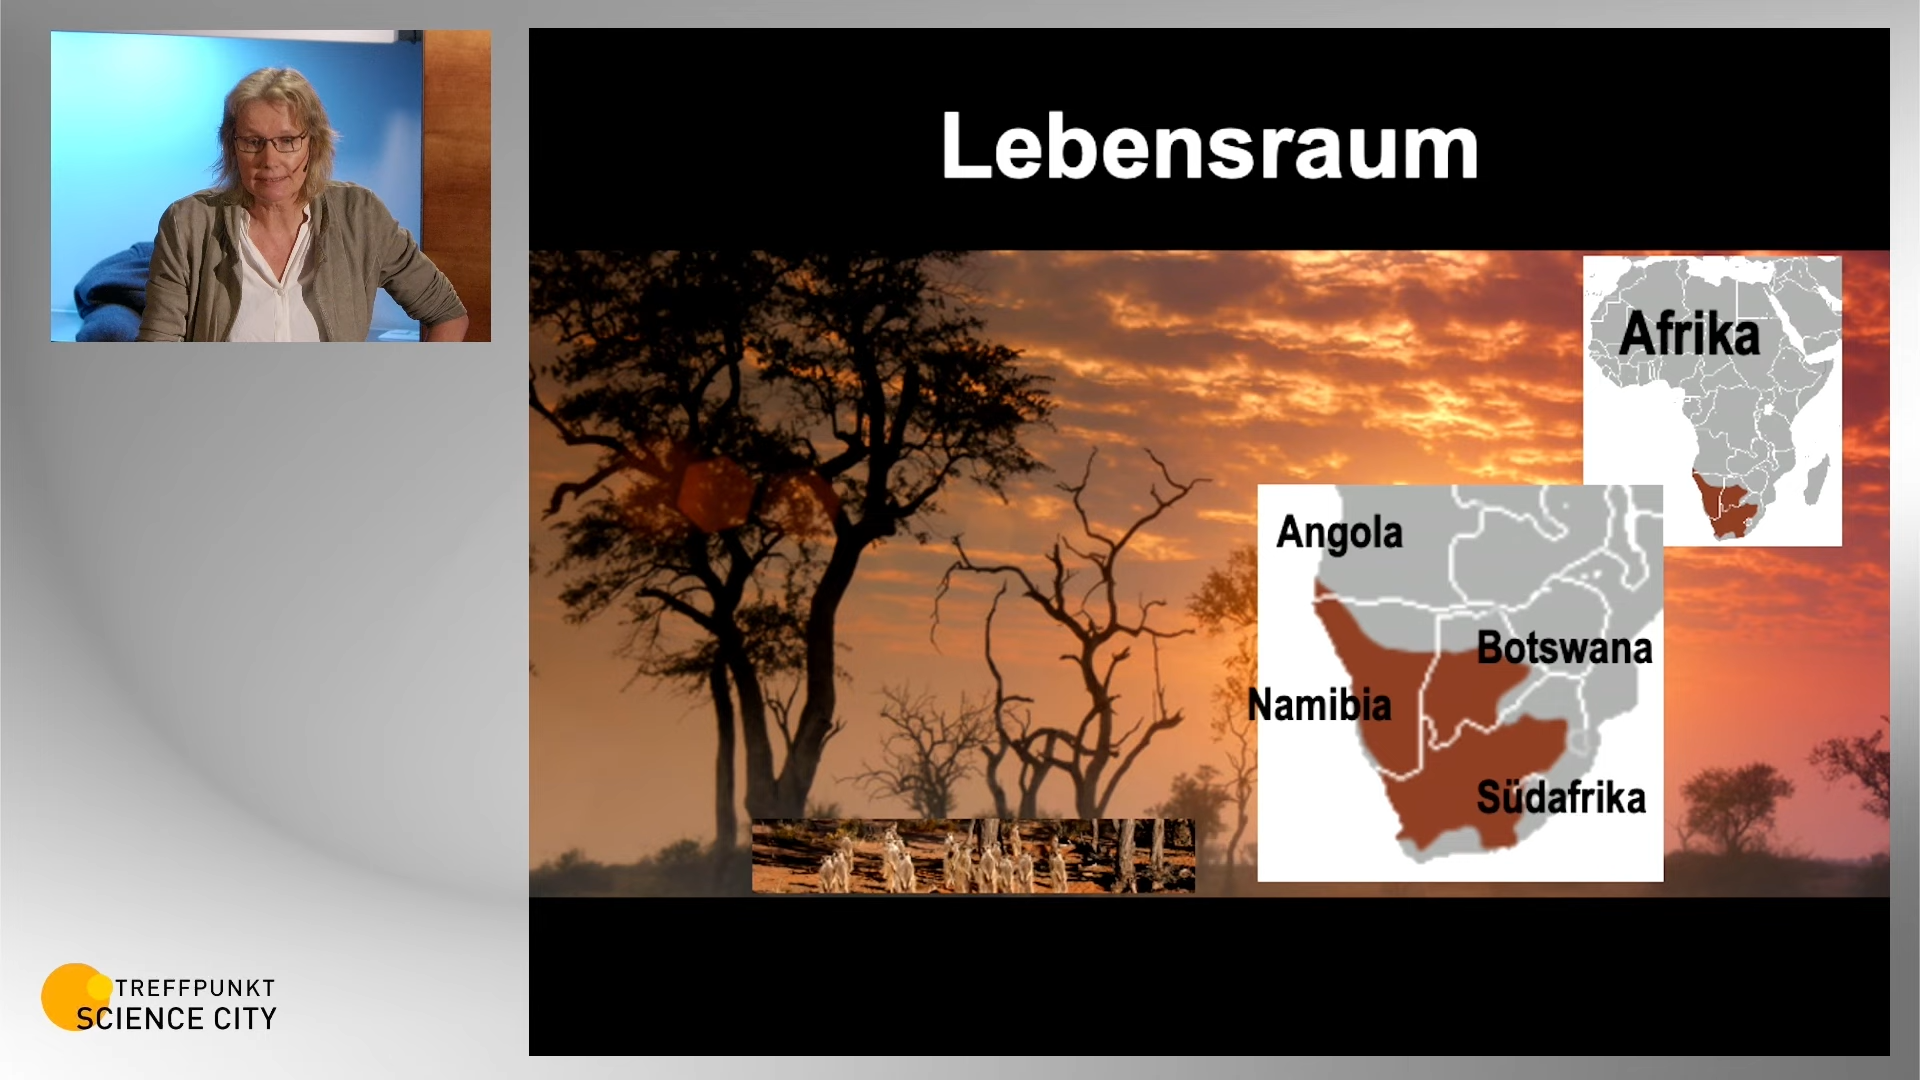 Lebensraum
Afrika
Angola
Botswana
Namibia
Südafrika
TREFFPUNKT
SCIENCE CITY